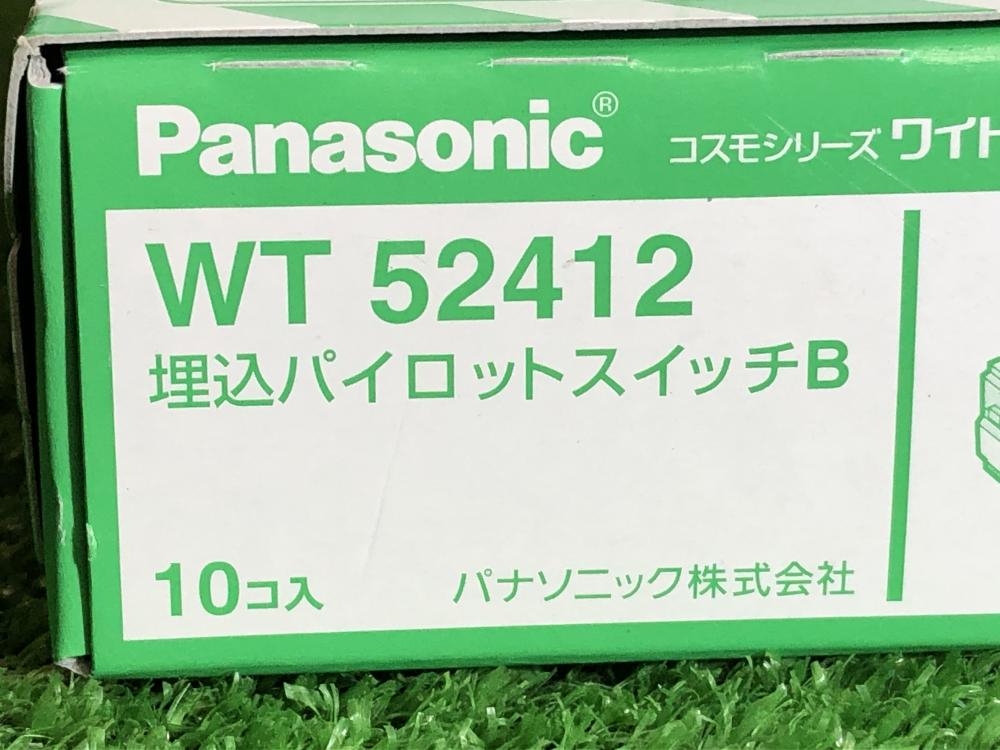 Panasonic®
コスモシリーズ ワイド
WT 52412
埋込パイロットスイッチB
10コ入
パナソニック株式会社